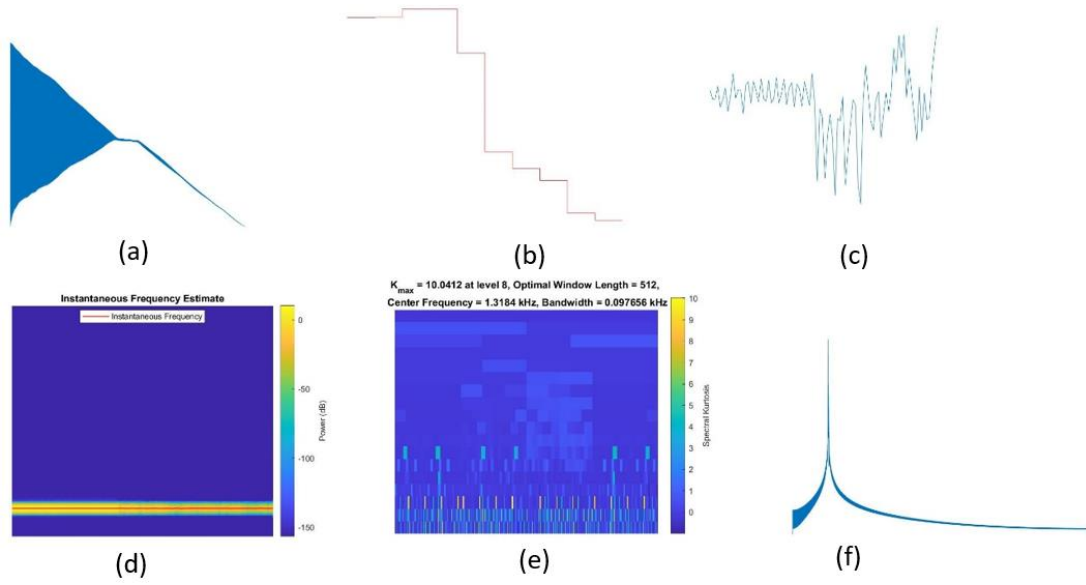 (a)
(b)
(c)
Instantaneous Frequency Estimate
Instantaneous Frequency
10
0
-50
-100
-150
Power (dB)
(d)
K_max = 10.0412 at level 8, Optimal Window Length = 512,
Center Frequency = 1.3184 kHz, Bandwidth = 0.097656 kHz
10
9
8
7
6
5
4
3
2
1
0
Spectral Kurtosis
(e)
(f)